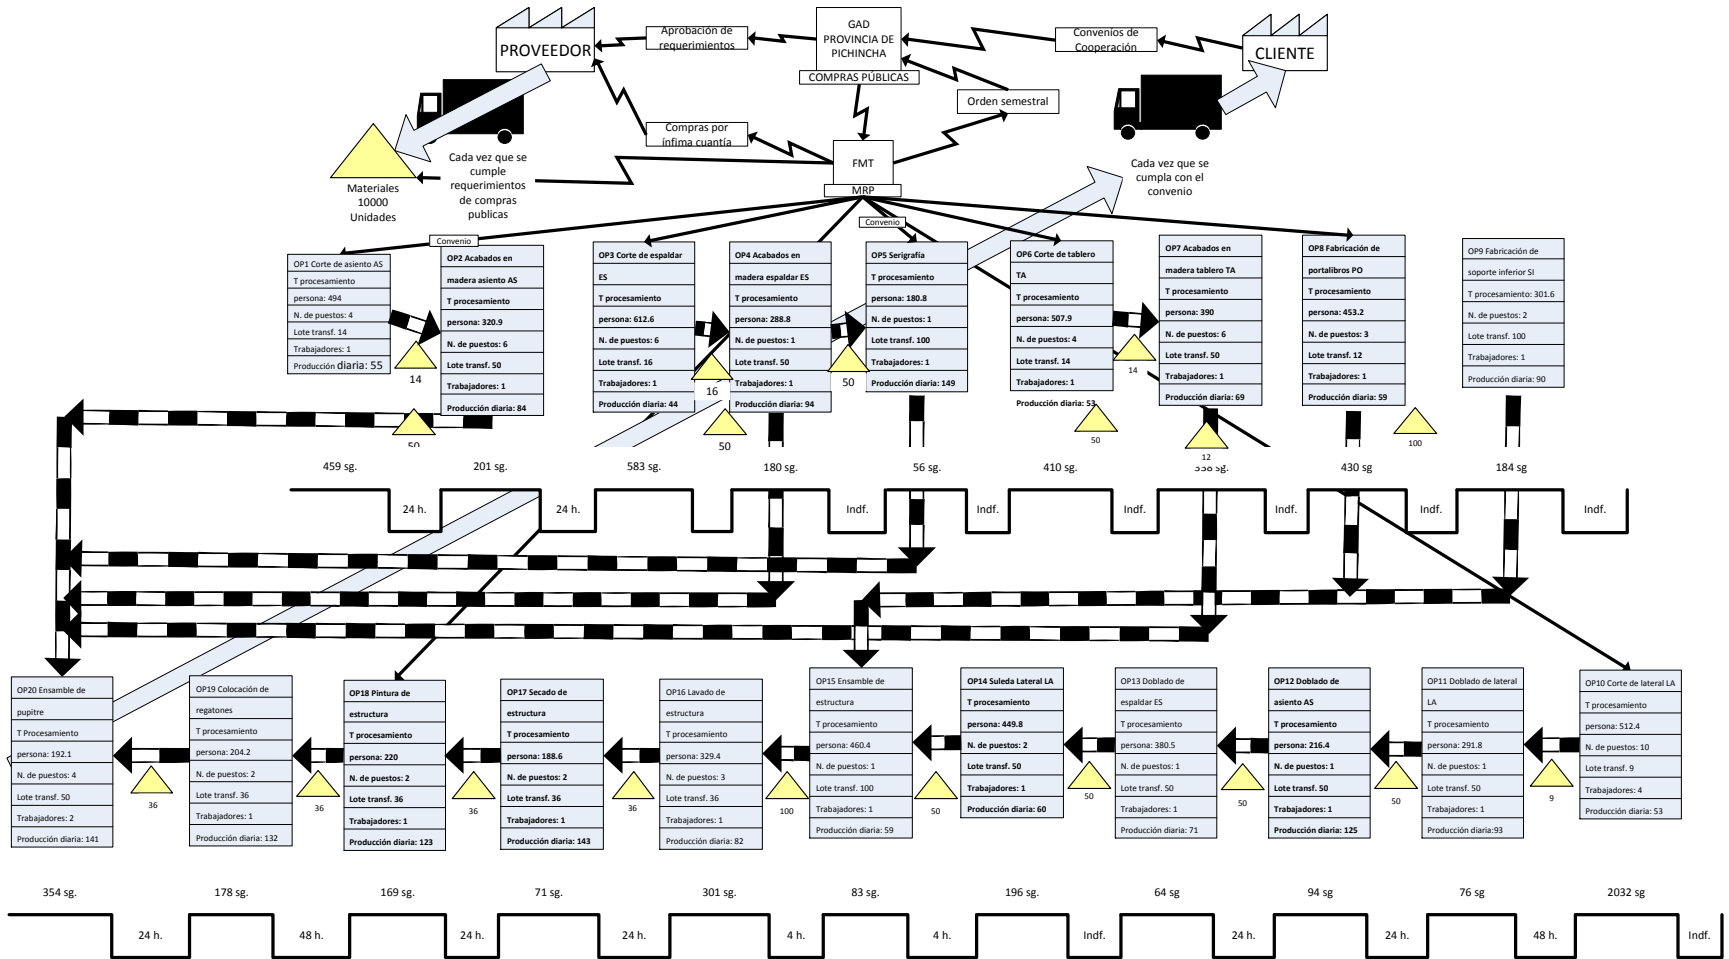 PROVEEDOR
Aprobación de
requerimientos
GAD
PROVINCIA DE
PICHINCHA
COMPRAS PÚBLICAS
Convenios de
Cooperación
CLIENTE
Orden semestral
Compras por
ínfima cuantía
FMT
MRP
Materiales
10000
Unidades
Cada vez que se
cumple
requerimientos
de compras
publicas
Cada vez que se
cumpla con el
convenio
Convenio
Convenio
OP1 Corte de asiento AS
T procesamiento
persona: 494
N. de puestos: 4
Lote transf. 14
Trabajadores: 1
Producción diaria: 55
14
OP2 Acabados en
madera asiento AS
T procesamiento
persona: 320.9
N. de puestos: 6
Lote transf. 50
Trabajadores: 1
Producción diaria: 84
50
OP3 Corte de espaldar
ES
T procesamiento
persona: 612.6
N. de puestos: 6
Lote transf. 16
Trabajadores: 1
Producción diaria: 44
16
OP4 Acabados en
madera espaldar ES
T procesamiento
persona: 288.8
N. de puestos: 1
Lote transf. 50
Trabajadores: 1
Producción diaria: 94
50
50
OP5 Serigrafía
T procesamiento
persona: 180.8
N. de puestos: 1
Lote transf. 100
Trabajadores: 1
Producción diaria: 149
OP6 Corte de tablero
TA
T procesamiento
persona: 507.9
N. de puestos: 4
Lote transf. 14
Trabajadores: 1
Producción diaria: 53
14
50
OP7 Acabados en
madera tablero TA
T procesamiento
persona: 390
N. de puestos: 6
Lote transf. 50
Trabajadores: 1
Producción diaria: 69
12
OP8 Fabricación de
portalibros PO
T procesamiento
persona: 453.2
N. de puestos: 3
Lote transf. 12
Trabajadores: 1
Producción diaria: 59
100
OP9 Fabricación de
soporte inferior SI
T procesamiento: 301.6
N. de puestos: 2
Lote transf. 100
Trabajadores: 1
Producción diaria: 90
459 sg.
201 sg.
583 sg.
180 sg.
56 sg.
410 sg.
338 sg.
430 sg
184 sg
24 h.
24 h.
Indf.
Indf.
Indf.
Indf.
Indf.
Indf.
OP20 Ensamble de
pupitre
T Procesamiento
persona: 192.1
N. de puestos: 4
Lote transf. 50
Trabajadores: 2
Producción diaria: 141
36
OP19 Colocación de
regatones
T procesamiento
persona: 204.2
N. de puestos: 2
Lote transf. 36
Trabajadores: 1
Producción diaria: 132
36
OP18 Pintura de
estructura
T procesamiento
persona: 220
N. de puestos: 2
Lote transf. 36
Trabajadores: 1
Producción diaria: 123
36
OP17 Secado de
estructura
T procesamiento
persona: 188.6
N. de puestos: 2
Lote transf. 36
Trabajadores: 1
Producción diaria: 143
36
OP16 Lavado de
estructura
T procesamiento
persona: 329.4
N. de puestos: 3
Lote transf. 36
Trabajadores: 1
Producción diaria: 82
100
OP15 Ensamble de
estructura
T procesamiento
persona: 460.4
N. de puestos: 1
Lote transf. 100
Trabajadores: 1
Producción diaria: 59
50
OP14 Suleda Lateral LA
T procesamiento
persona: 449.8
N. de puestos: 2
Lote transf. 50
Trabajadores: 1
Producción diaria: 60
50
OP13 Doblado de
espaldar ES
T procesamiento
persona: 380.5
N. de puestos: 1
Lote transf. 50
Trabajadores: 1
Producción diaria: 71
50
OP12 Doblado de
asiento AS
T procesamiento
persona: 216.4
N. de puestos: 1
Lote transf. 50
Trabajadores: 1
Producción diaria: 125
50
OP11 Doblado de lateral
LA
T procesamiento
persona: 291.8
N. de puestos: 1
Lote transf. 50
Trabajadores: 1
Producción diaria:93
9
OP10 Corte de lateral LA
T procesamiento
persona: 512.4
N. de puestos: 10
Lote transf. 9
Trabajadores: 4
Producción diaria: 53
354 sg.
178 sg.
169 sg.
71 sg.
301 sg.
83 sg.
196 sg.
64 sg
94 sg
76 sg
2032 sg
24 h.
48 h.
24 h.
24 h.
4 h.
4 h.
Indf.
24 h.
24 h.
48 h.
Indf.